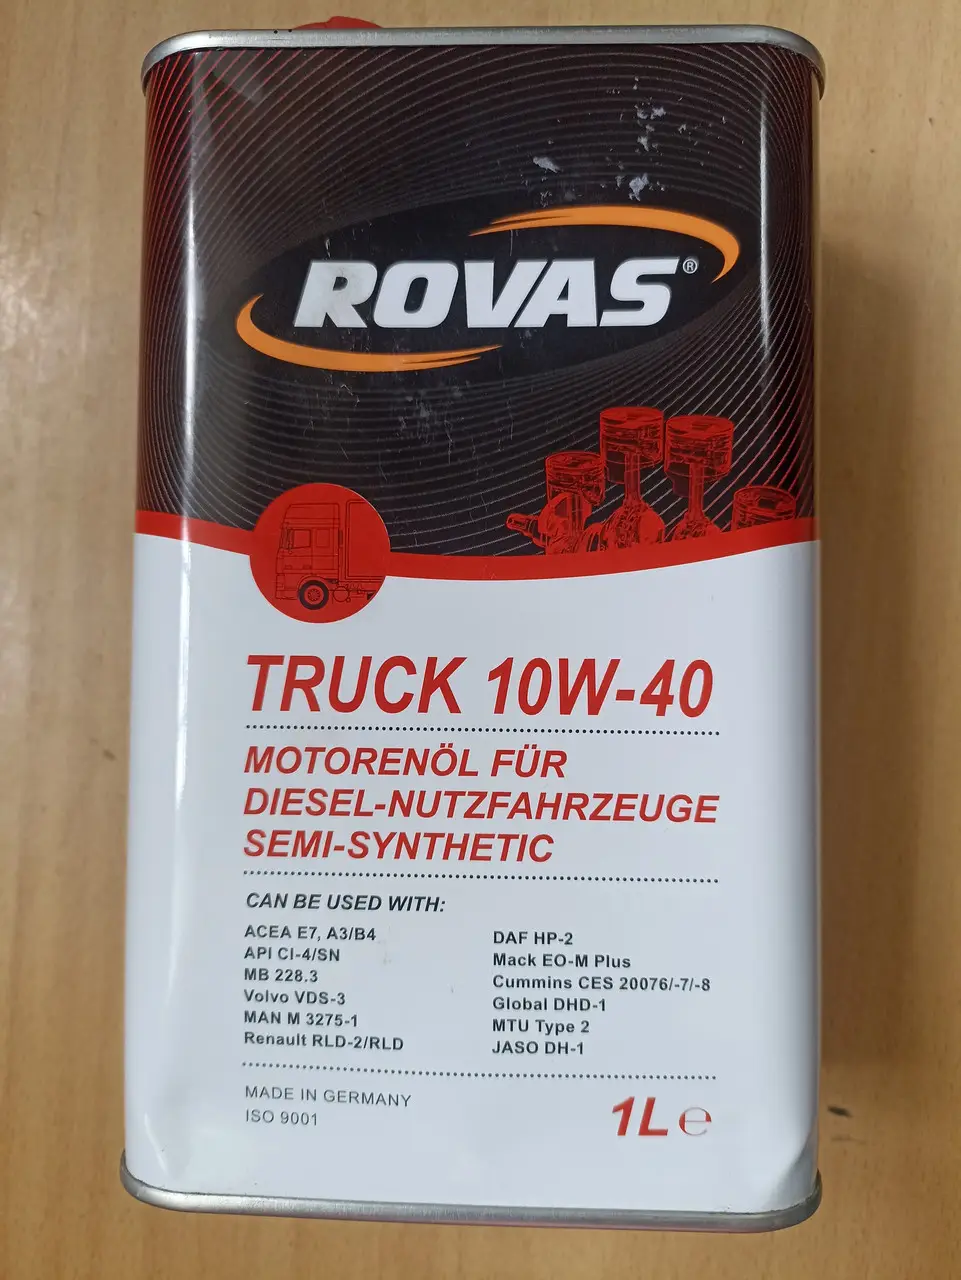 ROVAS®
TRUCK 10W-40
MOTORENÖL FÜR
DIESEL-NUTZFAHRZEUGE
SEMI-SYNTHETIC
CAN BE USED WITH:
ACEA E7, A3/B4
API CI-4/SN
MB 228.3
Volvo VDS-3
MAN M 3275-1
Renault RLD-2/RLD
DAF HP-2
Mack EO-M Plus
Cummins CES 20076/-7/-8
Global DHD-1
MTU Type 2
JASO DH-1
MADE IN GERMANY
ISO 9001
1L ℮